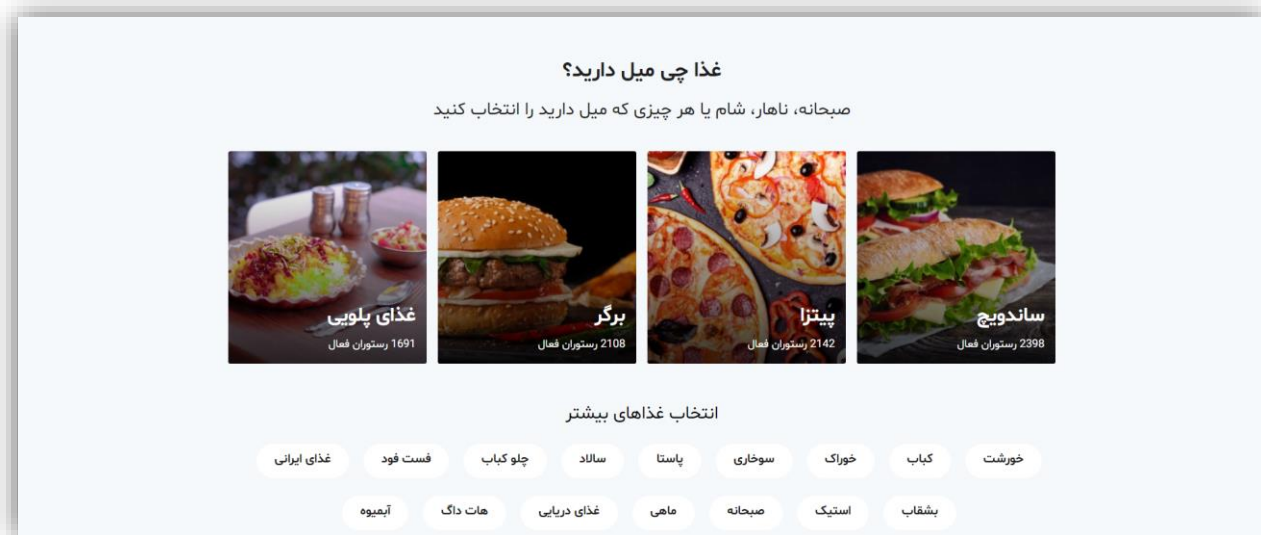 غذا چی میل دارید؟
صبحانه، ناهار، شام یا هر چیزی که میل دارید را انتخاب کنید
ساندویچ
2398 رستوران فعال
پیتزا
2142 رستوران فعال
برگر
2108 رستوران فعال
غذای پلویی
1691 رستوران فعال
انتخاب غذاهای بیشتر
خورشت کباب خوراک سوخاری پاستا سالاد چلو کباب فست فود غذای ایرانی
بشقاب استیک صبحانه ماهی غذای دریایی هات داگ آبمیوه